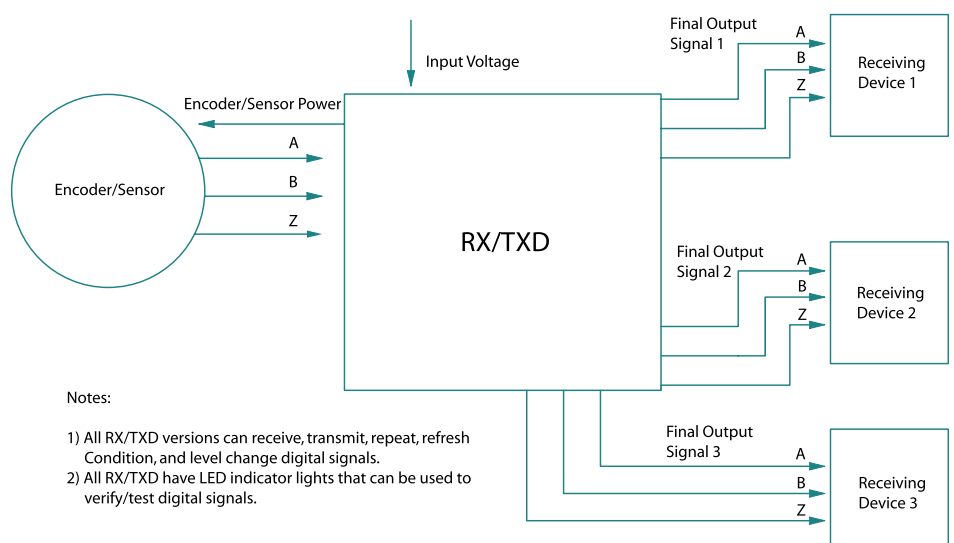 Input Voltage
Encoder/Sensor Power
A
B
Z
Encoder/Sensor
RX/TXD
Final Output
Signal 1
A
B
Z
Receiving
Device 1
Final Output
Signal 2
A
B
Z
Receiving
Device 2
Final Output
Signal 3
A
B
Z
Receiving
Device 3
Notes:
1) All RX/TXD versions can receive, transmit, repeat, refresh
Condition, and level change digital signals.
2) All RX/TXD have LED indicator lights that can be used to
verify/test digital signals.